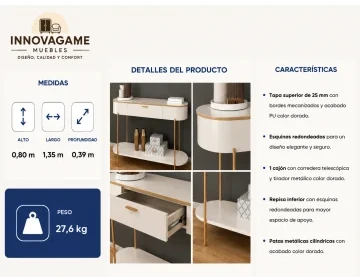 INNOVAGAME
MUEBLES
DISEÑO, CALIDAD Y CONFORT
MEDIDAS
ALTO
LARGO
PROFUNDIDAD
0,80 m
1,35 m
0,39 m
PESO
27,6 kg
DETALLES DEL PRODUCTO
CARACTERÍSTICAS
• Tapa superior de 25 mm con
bordes mecanizados y acabado
PU color dorado.
• Esquinas redondeadas para un
diseño elegante y seguro.
• 1 cajón con corredera telescópica
y tirador metálico color dorado.
• Repisa inferior con esquinas
redondeadas para mayor
espacio de apoyo.
• Patas metálicas cilíndricas con
acabado color dorado.